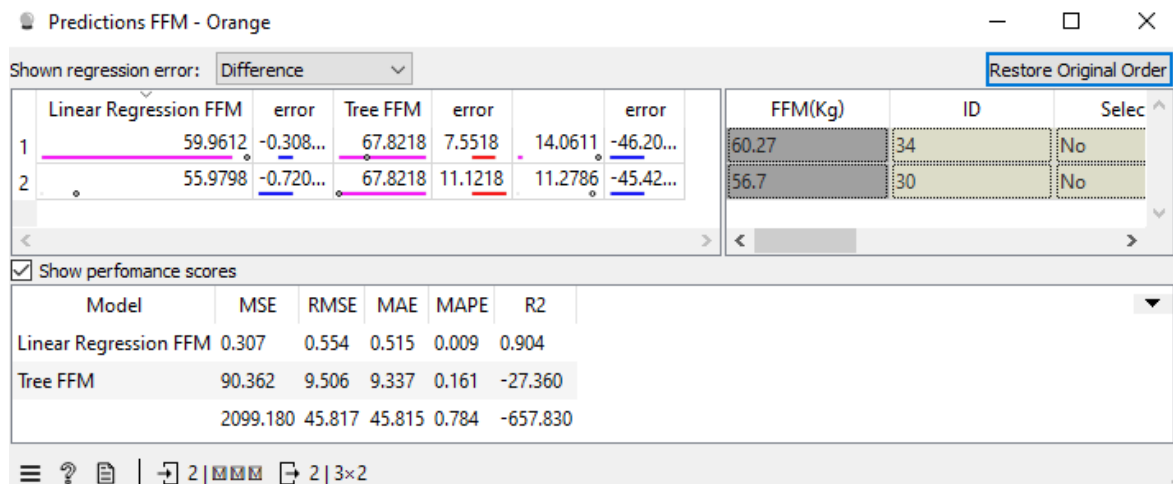 Predictions FFM - Orange
Shown regression error: Difference
Restore Original Order
Linear Regression FFM error Tree FFM error error
1 59.9612 -0.308... 67.8218 7.5518 14.0611 -46.20...
2 55.9798 -0.720... 67.8218 11.1218 11.2786 -45.42...
FFM(Kg) ID Selec
60.27 34 No
56.7 30 No
Show perfomance scores
Model MSE RMSE MAE MAPE R2
Linear Regression FFM 0.307 0.554 0.515 0.009 0.904
Tree FFM 90.362 9.506 9.337 0.161 -27.360
2099.180 45.817 45.815 0.784 -657.830
2 | MMM 2 | 3×2